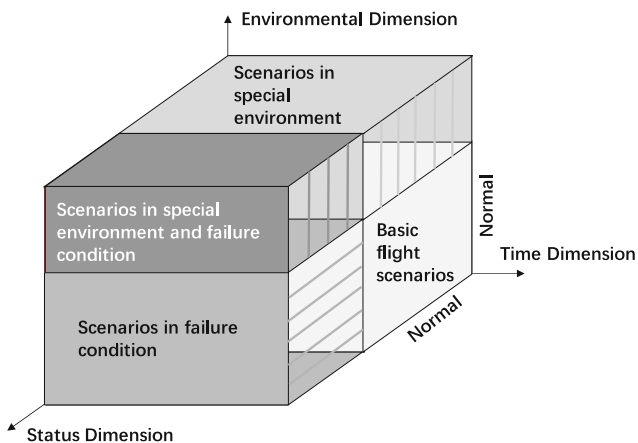 Environmental Dimension
Scenarios in
special
environment
Scenarios in special
environment and failure
condition
Basic
flight
scenarios
Normal
Time Dimension
Normal
Scenarios in failure
condition
Status Dimension